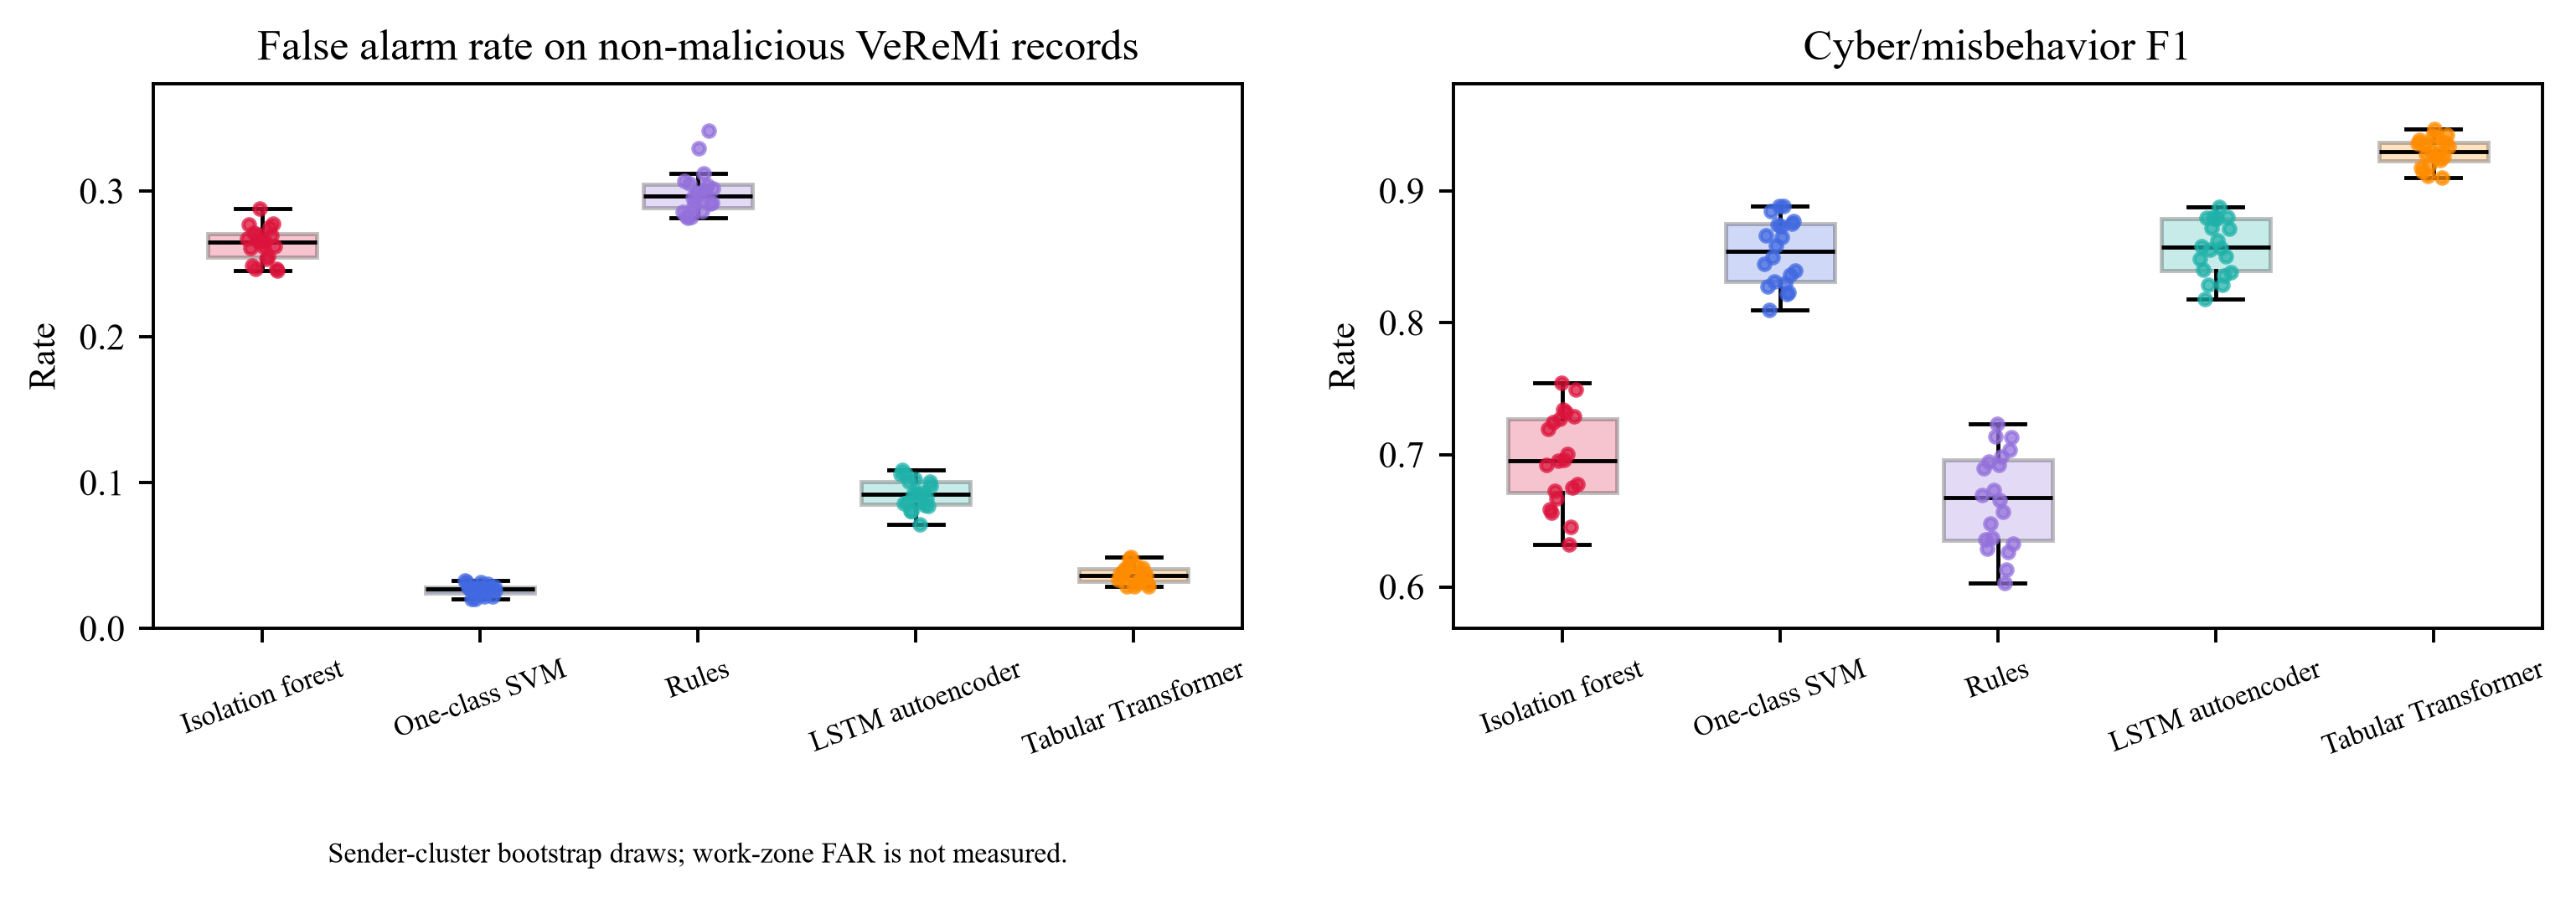 False alarm rate on non-malicious VeReMi records
Rate
0.3
0.2
0.1
0.0
Isolation forest
One-class SVM
Rules
LSTM autoencoder
Tabular Transformer
Sender-cluster bootstrap draws; work-zone FAR is not measured.
Cyber/misbehavior F1
Rate
0.9
0.8
0.7
0.6
Isolation forest
One-class SVM
Rules
LSTM autoencoder
Tabular Transformer